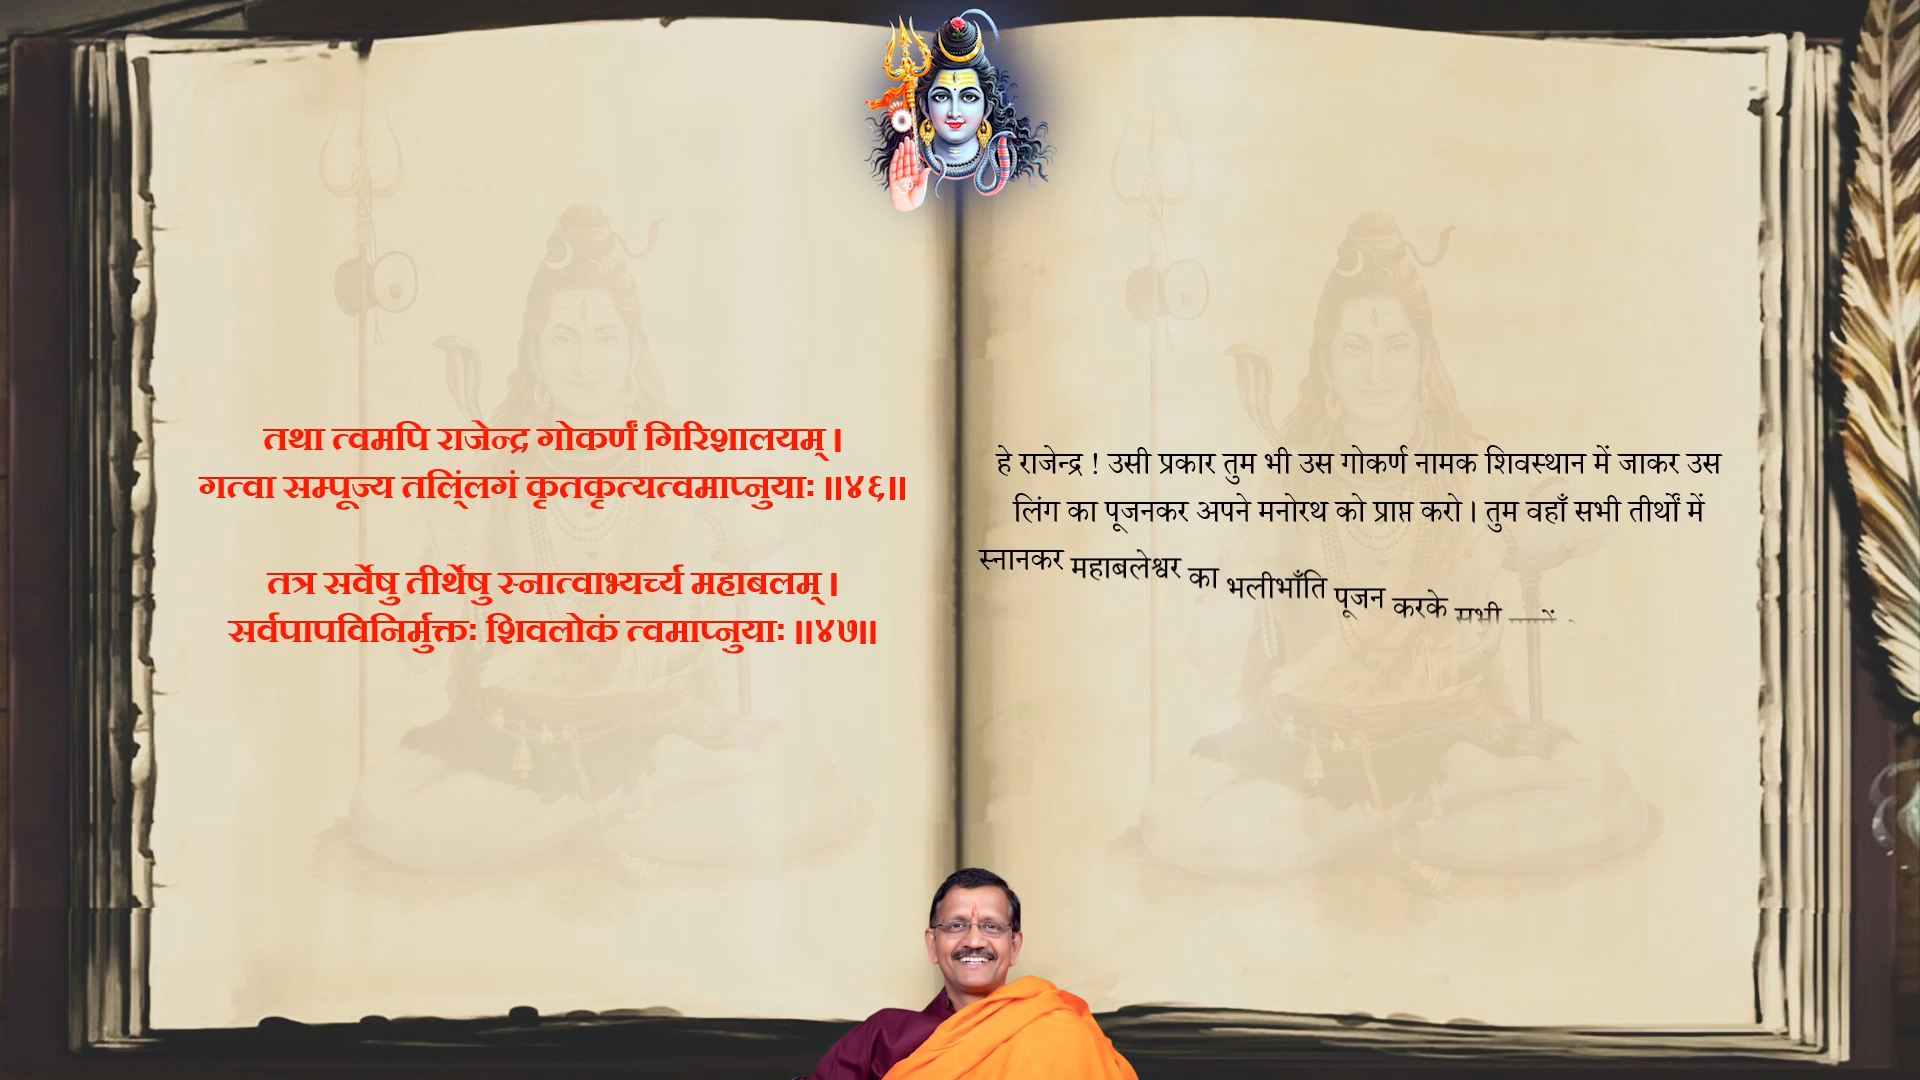 तथा त्वमपि राजेन्द्र गोकर्णं गिरिशालयम् ।
गत्वा सम्पूज्य तल्लिंगं कृतकृत्यत्वमाप्नुयाः ॥४६॥
तत्र सर्वेषु तीर्थेषु स्नात्वाभ्यर्च्य महाबलम् ।
सर्वपापविनिर्मुक्तः शिवलोकं त्वमाप्नुयाः ॥४७॥
हे राजेन्द्र ! उसी प्रकार तुम भी उस गोकर्ण नामक शिवस्थान में जाकर उस
लिंग का पूजनकर अपने मनोरथ को प्राप्त करो । तुम वहाँ सभी तीर्थों में
स्नानकर महाबलेश्वर का भलीभाँति पूजन करके सभी